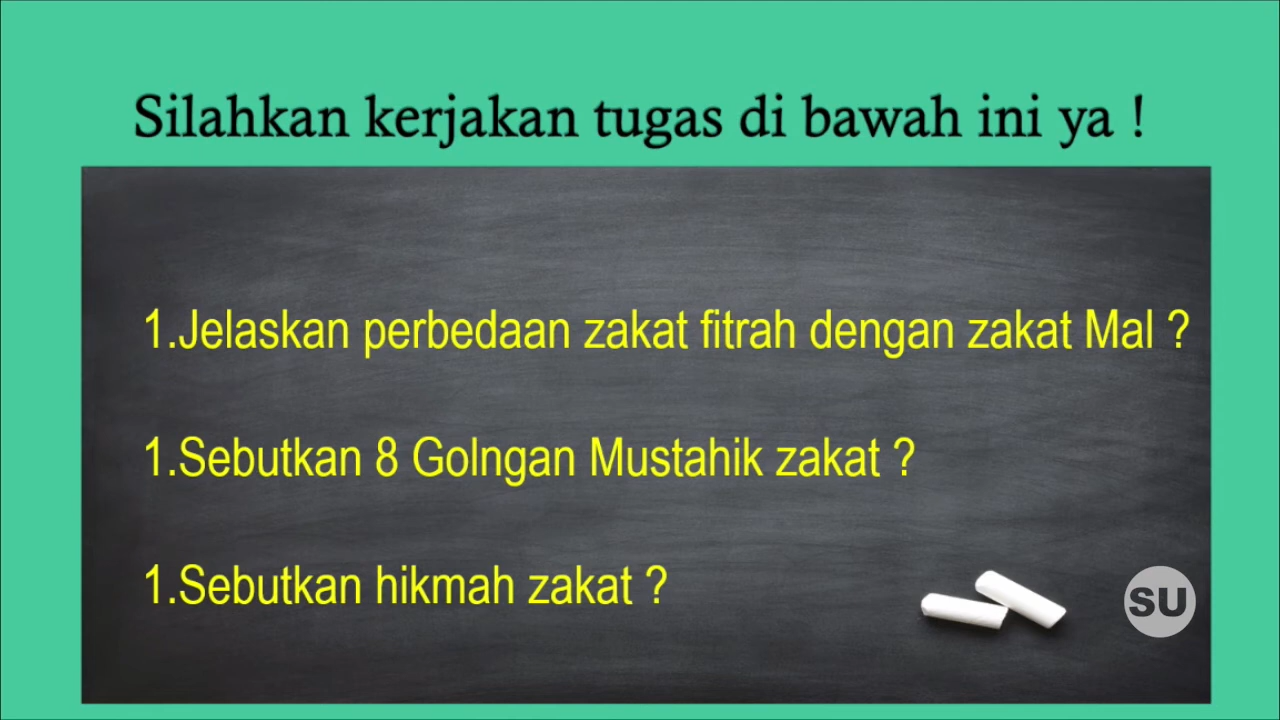 Silahkan kerjakan tugas di bawah ini ya !
1.Jelaskan perbedaan zakat fitrah dengan zakat Mal ?
1.Sebutkan 8 Golngan Mustahik zakat ?
1.Sebutkan hikmah zakat ?
SU